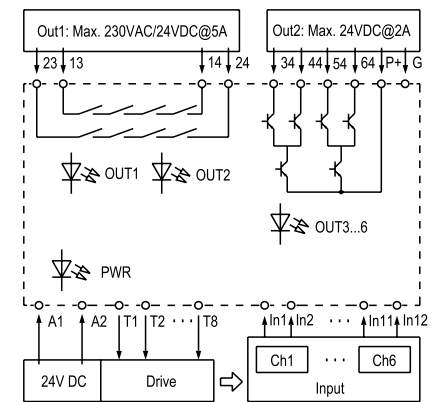 Out1: Max. 230VAC/24VDC@5A
Out2: Max. 24VDC@2A
23 13 14 24 34 44 54 64 P+ G
OUT1 OUT2
OUT3...6
PWR
A1 A2 T1 T2 ··· T8 In1 In2 ··· In11 In12
Ch1 ··· Ch6
24V DC Drive Input